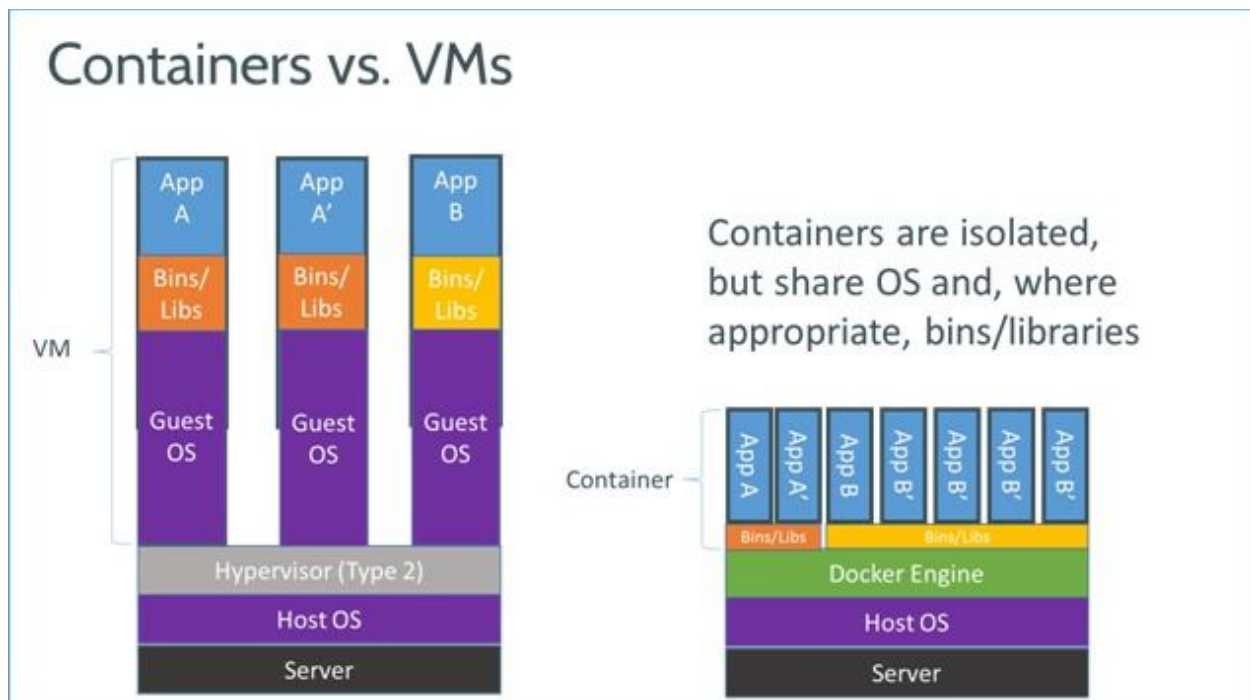 Containers vs. VMs
App
A
App
A’
App
B
Bins/
Libs
Bins/
Libs
Bins/
Libs
VM
Guest
OS
Guest
OS
Guest
OS
Hypervisor (Type 2)
Host OS
Server
Containers are isolated,
but share OS and, where
appropriate, bins/libraries
Container
App A
App A’
App B
App B’
App B’
App B’
App B’
Bins/Libs
Bins/Libs
Docker Engine
Host OS
Server